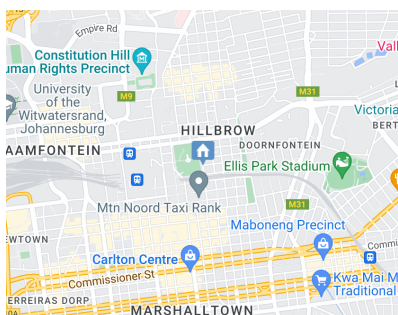 Empire Rd
Constitution Hill
uman Rights Precinct
Vall
University
of the
Witwatersrand,
Johannesburg
M9
M31
Victoria
BERT
HILLBROW
DOORNFONTEIN
AAMFONTEIN
Ellis Park Stadium
Mtn Noord Taxi Rank
M31
Maboneng Precinct
EWTOWN
Commi
Carlton Centre
Commissioner St
Kwa Mai M
Traditional
FERREIRAS DORP
MARSHALLTOWN